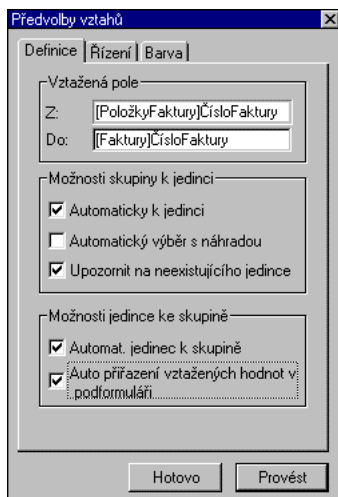 Předvolby vztahů
Definice Řízení Barva
Vztažená pole
Z: [PoložkyFaktury]ČísloFaktury
Do: [Faktury]ČísloFaktury
Možnosti skupiny k jedinci
Automaticky k jedinci
Automatický výběr s náhradou
Upozornit na neexistujícího jedince
Možnosti jedince ke skupině
Automat. jedinec k skupině
Auto přiřazení vztažených hodnot v
podformuláři
Hotovo Provést